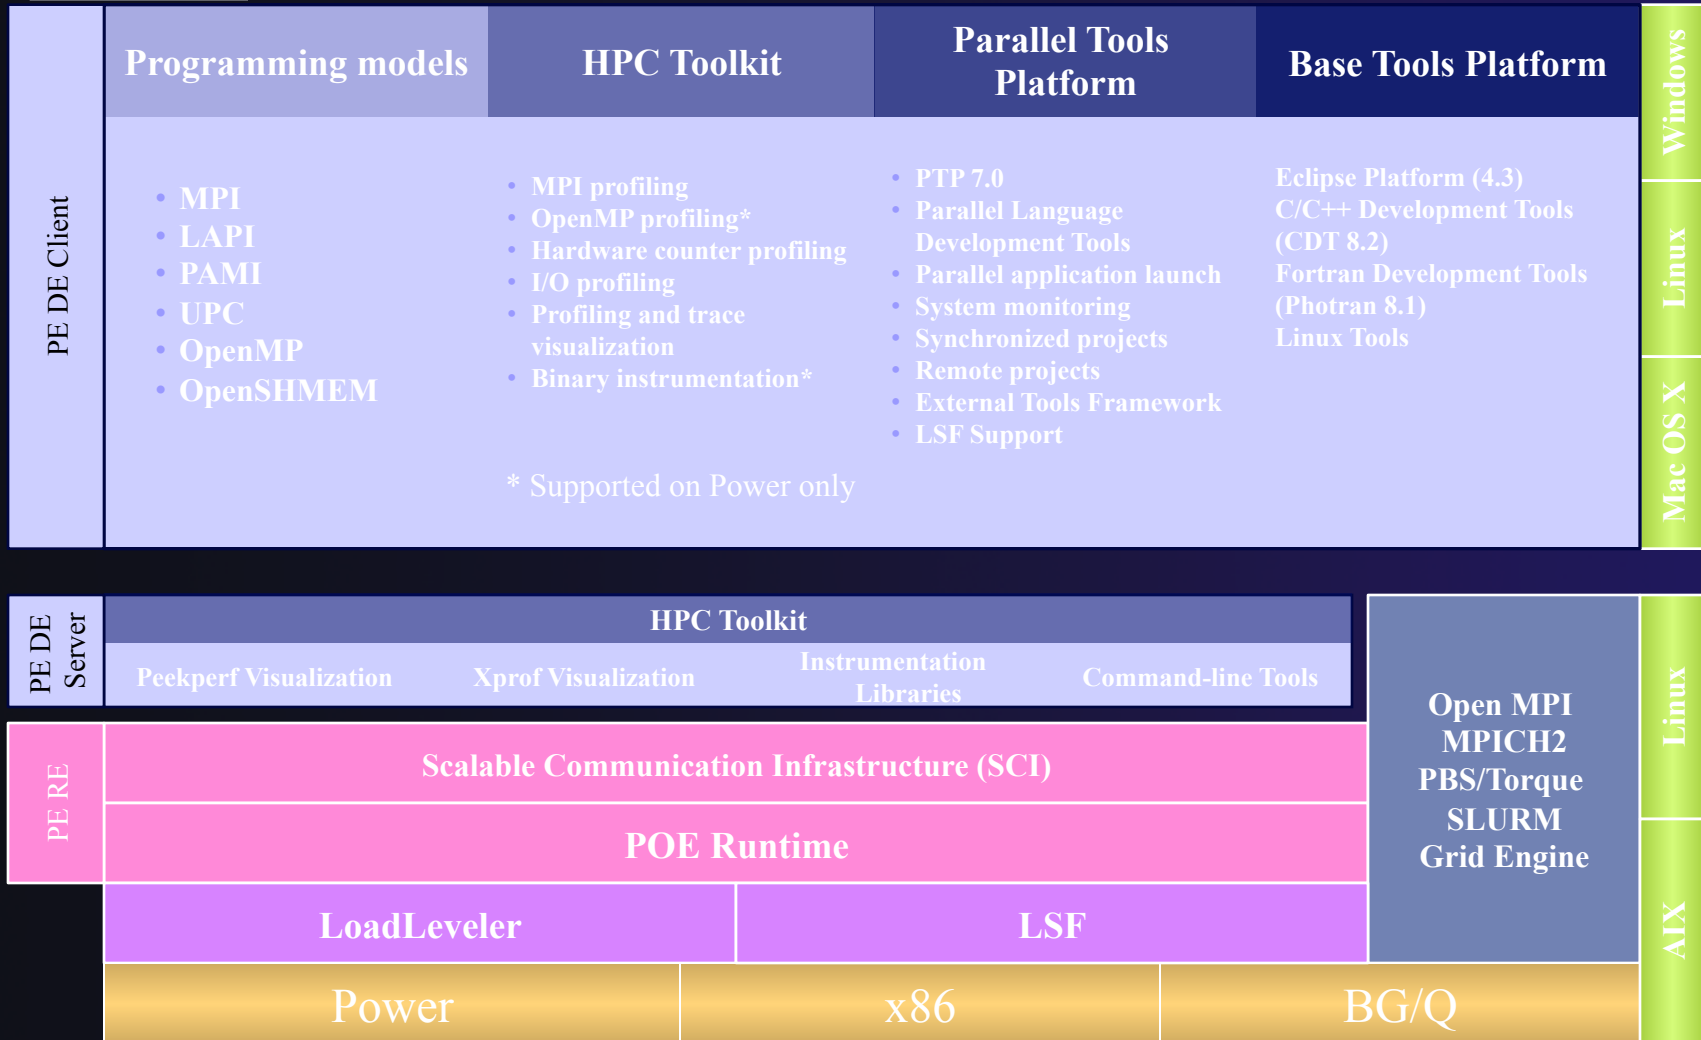 Programming models
HPC Toolkit
Parallel Tools
Platform
Base Tools Platform
PE DE Client
• MPI
• LAPI
• PAMI
• UPC
• OpenMP
• OpenSHMEM
• MPI profiling
• OpenMP profiling*
• Hardware counter profiling
• I/O profiling
• Profiling and trace
visualization
• Binary instrumentation*
* Supported on Power only
• PTP 7.0
• Parallel Language
Development Tools
• Parallel application launch
• System monitoring
• Synchronized projects
• Remote projects
• External Tools Framework
• LSF Support
Eclipse Platform (4.3)
C/C++ Development Tools
(CDT 8.2)
Fortran Development Tools
(Photran 8.1)
Linux Tools
Windows
Linux
Mac OS X
PE DE
Server
HPC Toolkit
Peekperf Visualization
Xprof Visualization
Instrumentation
Libraries
Command-line Tools
PE RE
Scalable Communication Infrastructure (SCI)
POE Runtime
LoadLeveler
LSF
Open MPI
MPICH2
PBS/Torque
SLURM
Grid Engine
Linux
AIX
Power
x86
BG/Q